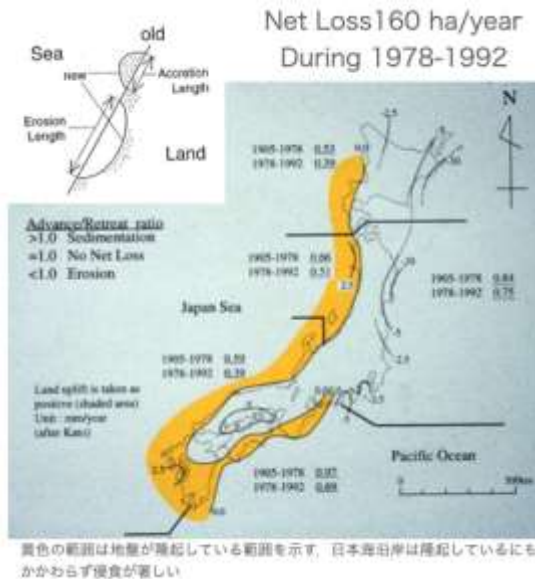 Net Loss160 ha/year
During 1978-1992
old
Sea
new
Accretion
Length
Erosion
Length
Land
N
1905-1978 0.53
1978-1992 0.39
Advance/Retreat ratio
>1.0 Sedimentation
=1.0 No Net Loss
<1.0 Erosion
1905-1978 0.66
1978-1992 0.51
1905-1978 0.84
1978-1992 0.75
Japan Sea
1905-1978 0.59
1978-1992 0.39
Land uplift is taken as
positive (shaded area)
Unit : mm/year
(after Kato)
Pacific Ocean
1905-1978 0.97
1978-1992 0.69
0
300km
黄色の範囲は地盤が隆起している範囲を示す．日本海沿岸は隆起しているにも
かかわらず侵食が著しい